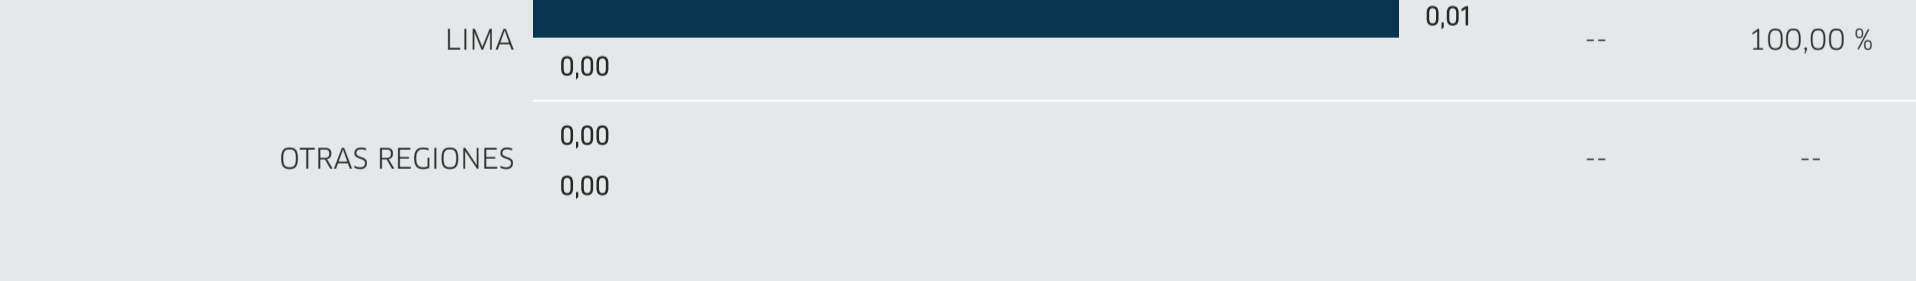 0,01
LIMA -- 100,00 %
0,00
0,00
OTRAS REGIONES -- --
0,00